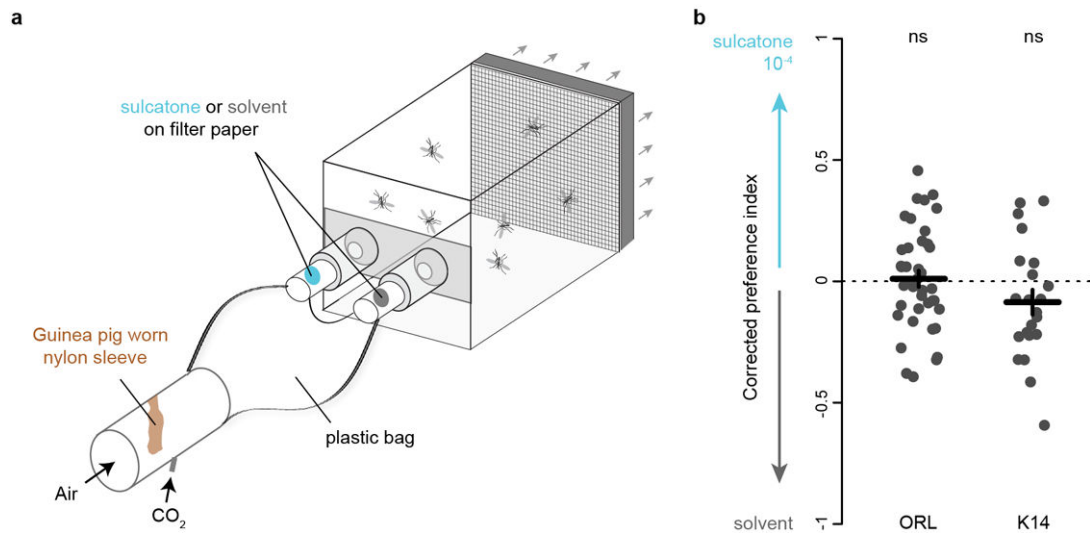 a
sulcatone or solvent
on filter paper
Guinea pig worn
nylon sleeve
plastic bag
Air
CO₂
b
sulcatone
10⁻⁴
Corrected preference index
solvent
1
0.5
0
-0.5
-1
ns
ns
ORL
K14